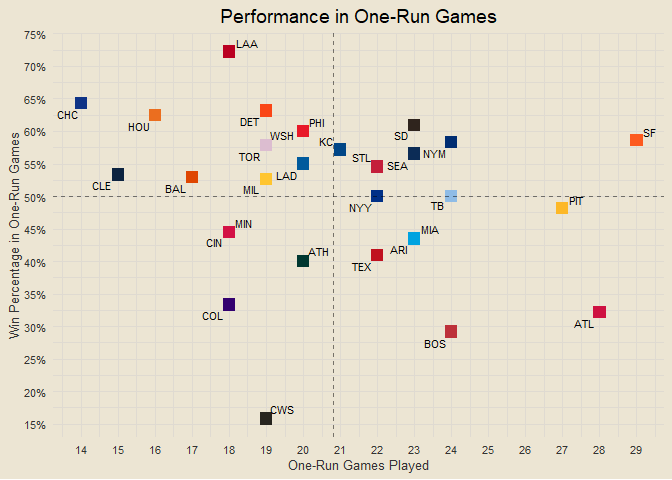 Performance in One-Run Games
75%
LAA
70%
65%
CHC
HOU
DET
PHI
SD
SF
60%
WSH
KC
TOR
STL
SEA
NYM
55%
CLE
BAL
MIL
LAD
50%
NYY
TB
PIT
45%
MIN
CIN
MIA
ARI
ATH
TEX
40%
35%
COL
ATL
30%
BOS
25%
20%
CWS
15%
Win Percentage in One-Run Games
14 15 16 17 18 19 20 21 22 23 24 25 26 27 28 29
One-Run Games Played